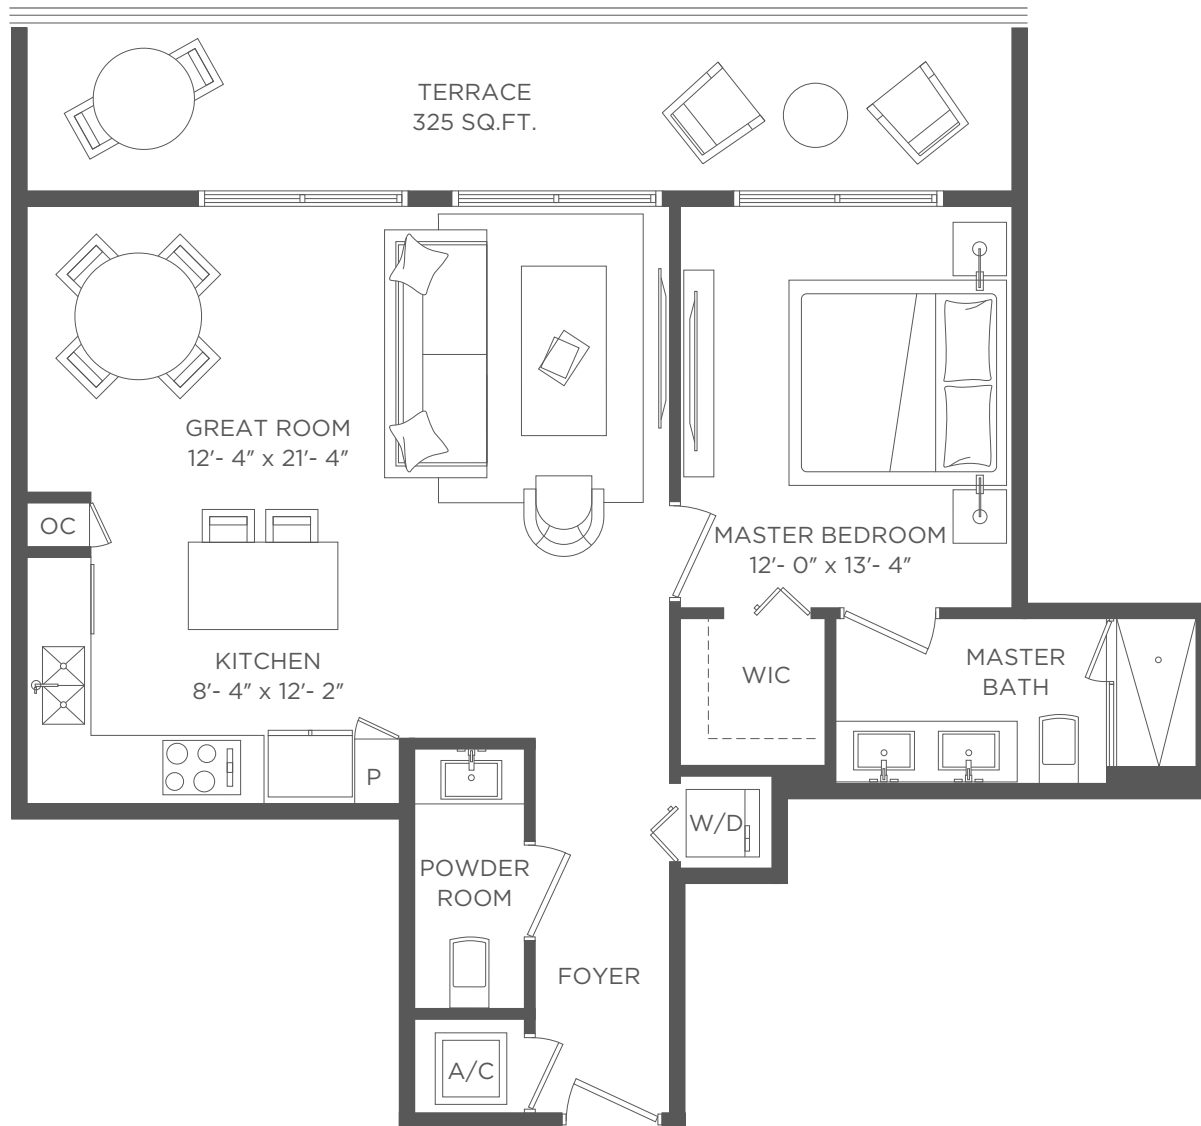 TERRACE
325 SQ.FT.
GREAT ROOM
12'- 4" x 21'- 4"
OC
MASTER BEDROOM
12'- 0" x 13'- 4"
KITCHEN
8'- 4" x 12'- 2"
WIC
MASTER
BATH
P
W/D
POWDER
ROOM
FOYER
A/C